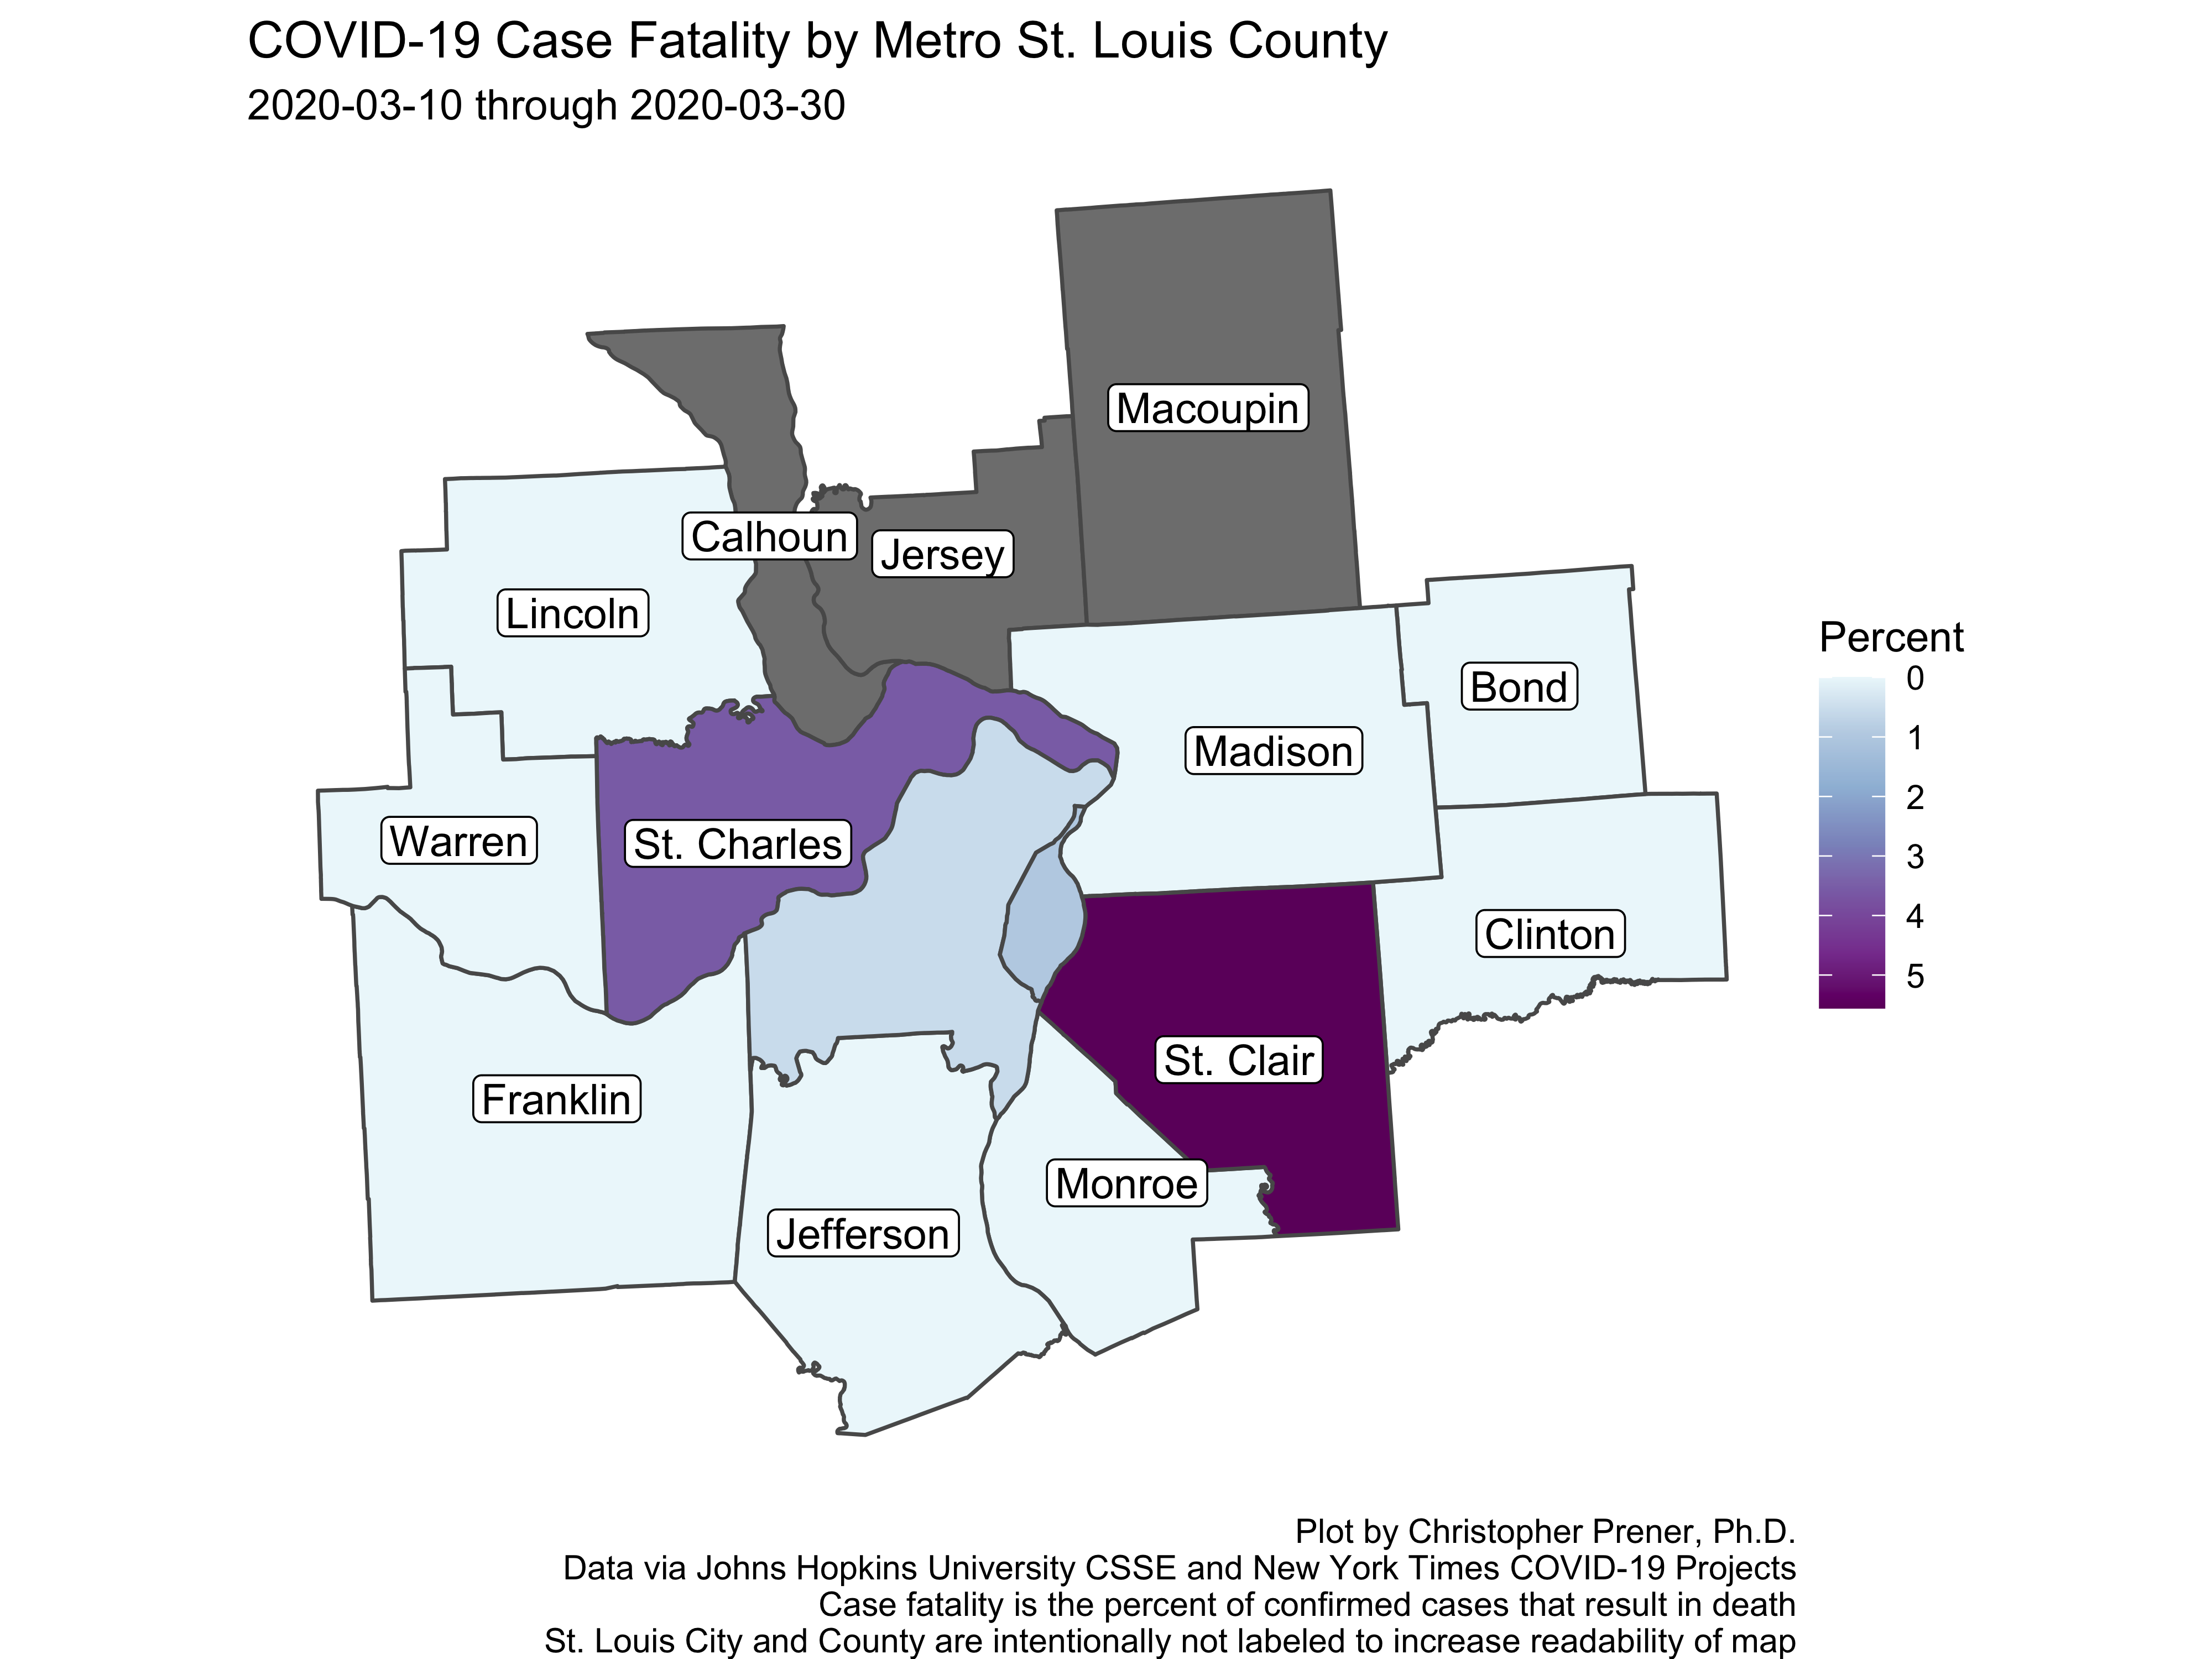 COVID-19 Case Fatality by Metro St. Louis County
2020-03-10 through 2020-03-30
Macoupin
Calhoun
Jersey
Lincoln
Percent
0
1
2
3
4
5
Bond
Madison
Warren
St. Charles
Clinton
St. Clair
Franklin
Monroe
Jefferson
Plot by Christopher Prener, Ph.D.
Data via Johns Hopkins University CSSE and New York Times COVID-19 Projects
Case fatality is the percent of confirmed cases that result in death
St. Louis City and County are intentionally not labeled to increase readability of map